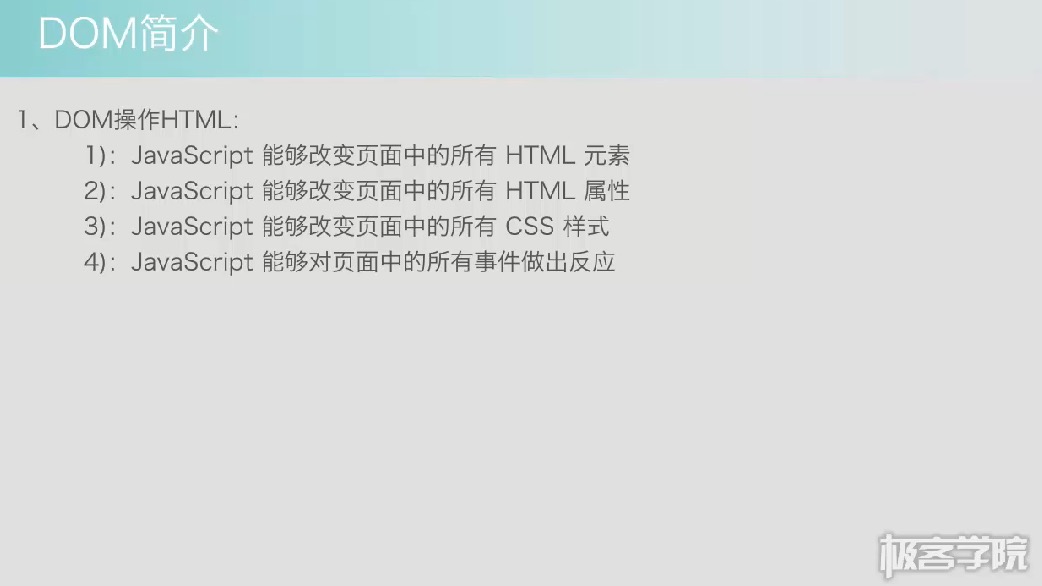 DOM简介
1、DOM操作HTML:
1): JavaScript 能够改变页面中的所有 HTML 元素
2): JavaScript 能够改变页面中的所有 HTML 属性
3): JavaScript 能够改变页面中的所有 CSS 样式
4): JavaScript 能够对页面中的所有事件做出反应
极客学院